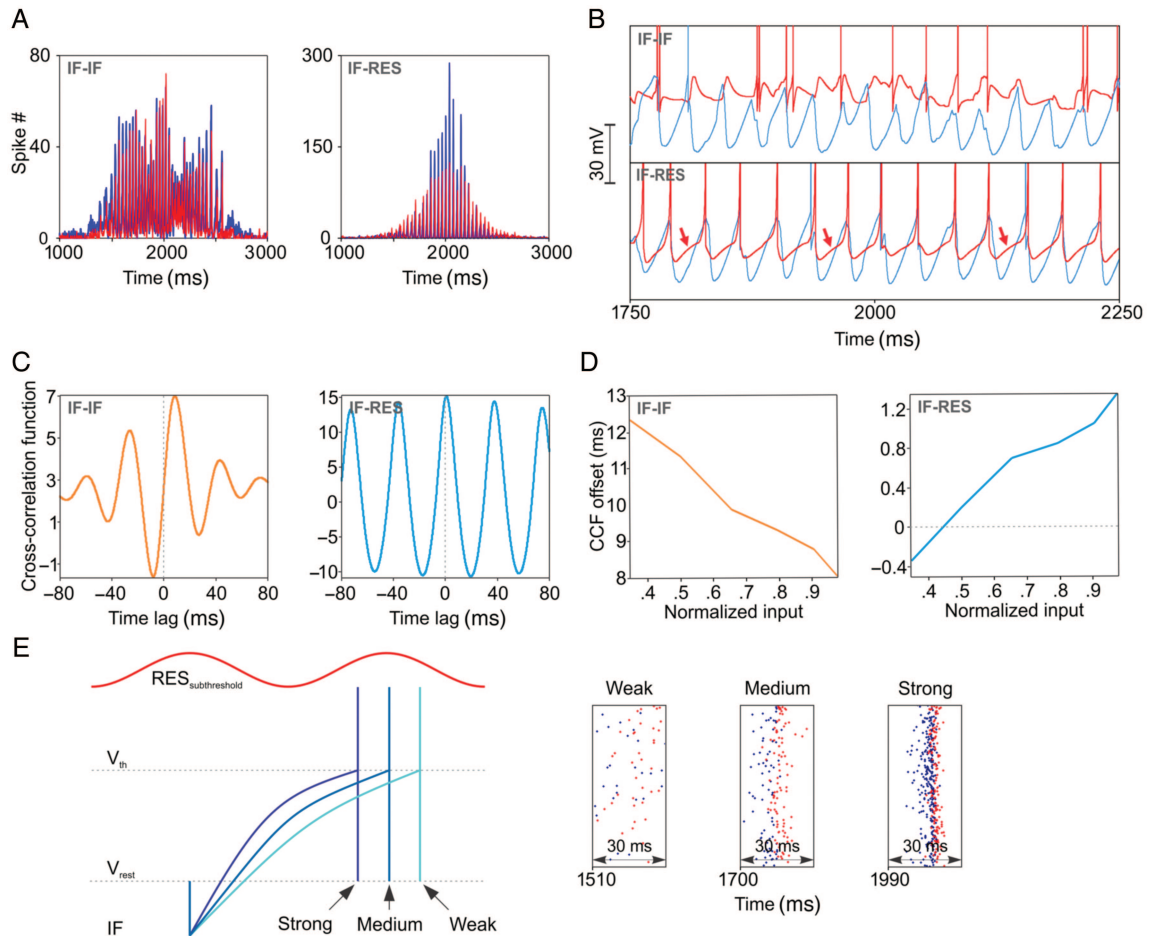 A
IF-IF
IF-RES
80
40
0
Spike #
1000
2000
3000
Time (ms)
300
150
0
1000
2000
3000
Time (ms)
B
IF-IF
30 mV
IF-RES
1750
2000
2250
Time (ms)
C
IF-IF
Cross-correlation function
7
5
3
1
−1
−80
−40
0
40
80
Time lag (ms)
IF-RES
15
10
5
0
−5
−10
−80
−40
0
40
80
Time lag (ms)
D
IF-IF
CCF offset (ms)
13
12
11
10
9
8
.4 .5 .6 .7 .8 .9
Normalized input
IF-RES
1.2
0.8
0.4
0
−0.4
.4 .5 .6 .7 .8 .9
Normalized input
E
RESsubthreshold
Vth
Vrest
IF
Strong
Medium
Weak
Weak
Medium
Strong
30 ms
30 ms
30 ms
1510
1700
1990
Time (ms)